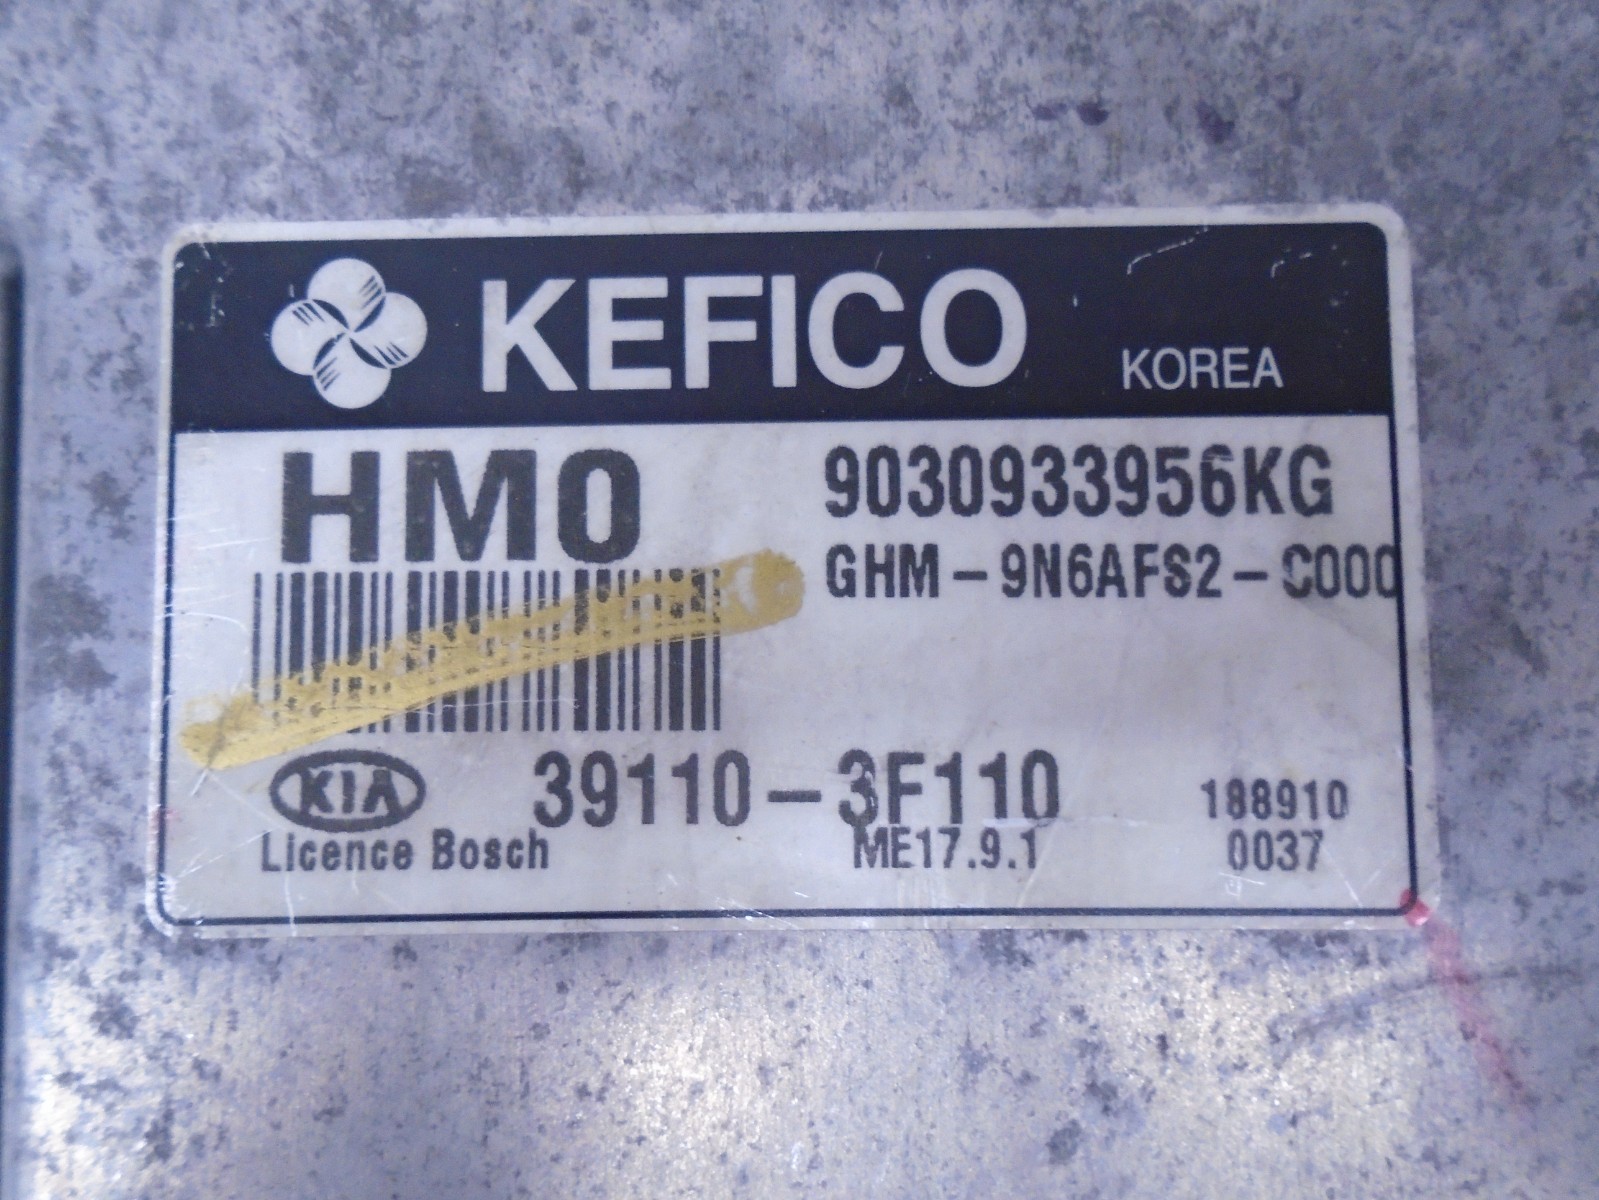 KEFICO KOREA
HM0 9030933956KG
GHM-9N6AFS2-C000
KIA 39110-3F110 188910
Licence Bosch ME17.9.1 0037